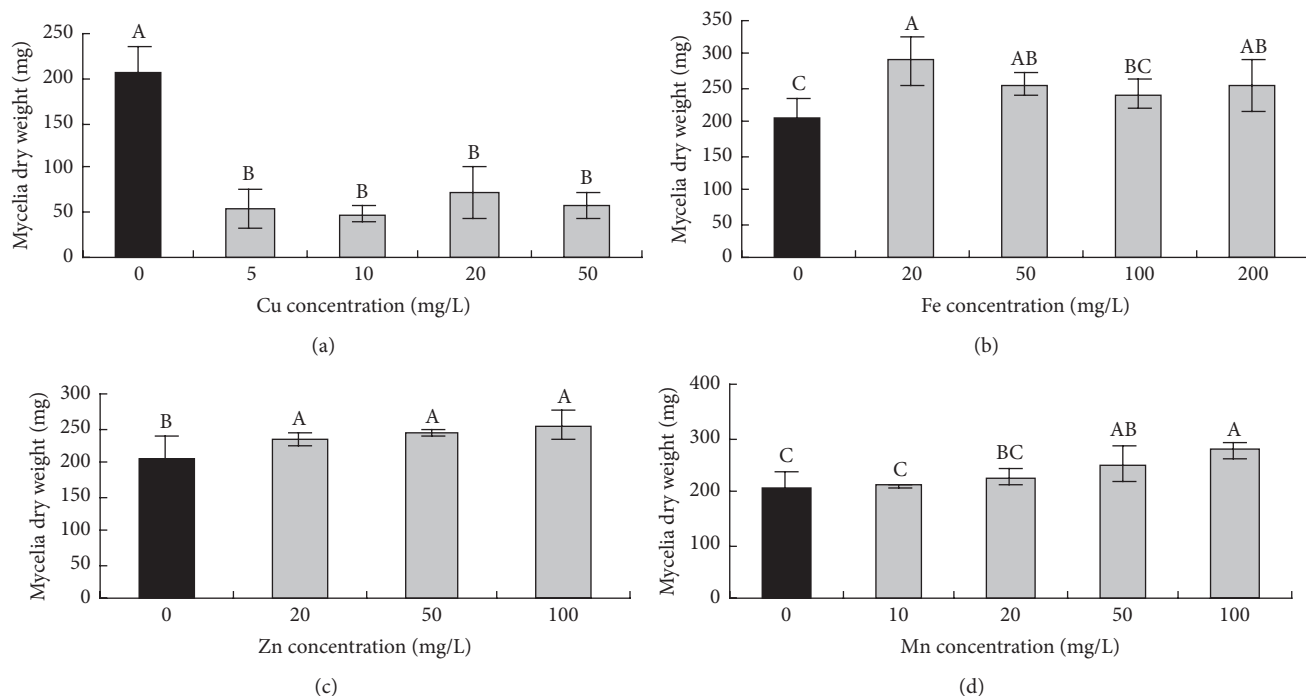 Mycelia dry weight (mg)
250
200
150
100
50
0
A
B
B
B
B
0 5 10 20 50
Cu concentration (mg/L)
(a)
Mycelia dry weight (mg)
350
300
250
200
150
100
50
0
C
A
AB
BC
AB
0 20 50 100 200
Fe concentration (mg/L)
(b)
Mycelia dry weight (mg)
300
250
200
150
100
50
0
B
A
A
A
0 20 50 100
Zn concentration (mg/L)
(c)
Mycelia dry weight (mg)
400
300
200
100
0
C
C
BC
AB
A
0 10 20 50 100
Mn concentration (mg/L)
(d)